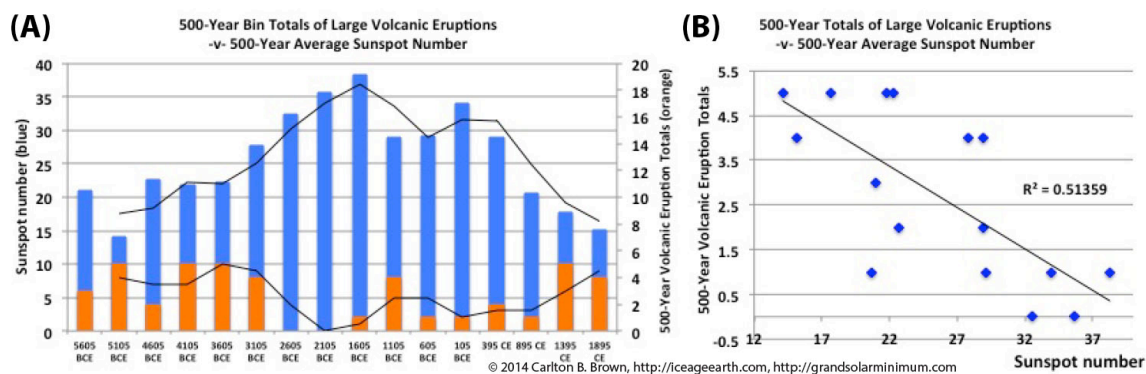 (A)
500-Year Bin Totals of Large Volcanic Eruptions
-v- 500-Year Average Sunspot Number
Sunspot number (blue)
40
35
30
25
20
15
10
5
0
20
18
16
14
12
10
8
6
4
2
0
500-Year Volcanic Eruption Totals (orange)
5605 5105 4605 4105 3605 3105 2605 2105 1605 1105 605 105 395 CE 895 CE 1395 1895
BCE BCE BCE BCE BCE BCE BCE BCE BCE BCE BCE BCE CE CE
(B)
500-Year Totals of Large Volcanic Eruptions
-v- 500-Year Average Sunspot Number
500-Year Volcanic Eruption Totals
5.5
4.5
3.5
2.5
1.5
0.5
-0.5
R² = 0.51359
12 17 22 27 32 37
Sunspot number
© 2014 Carlton B. Brown, http://iceageearth.com, http://grandsolarminimum.com